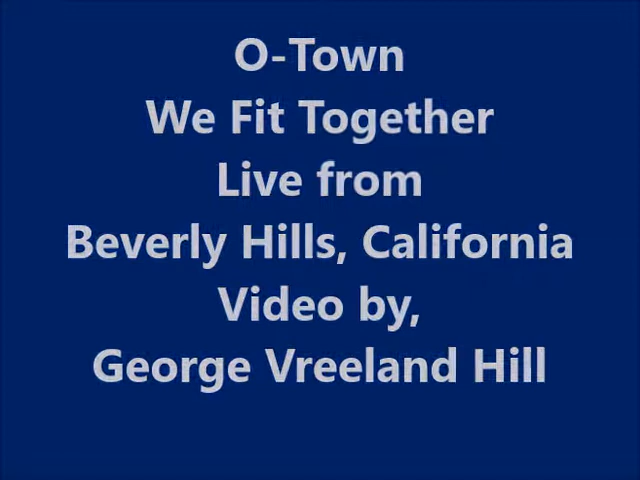 O-Town
We Fit Together
Live from
Beverly Hills, California
Video by,
George Vreeland Hill